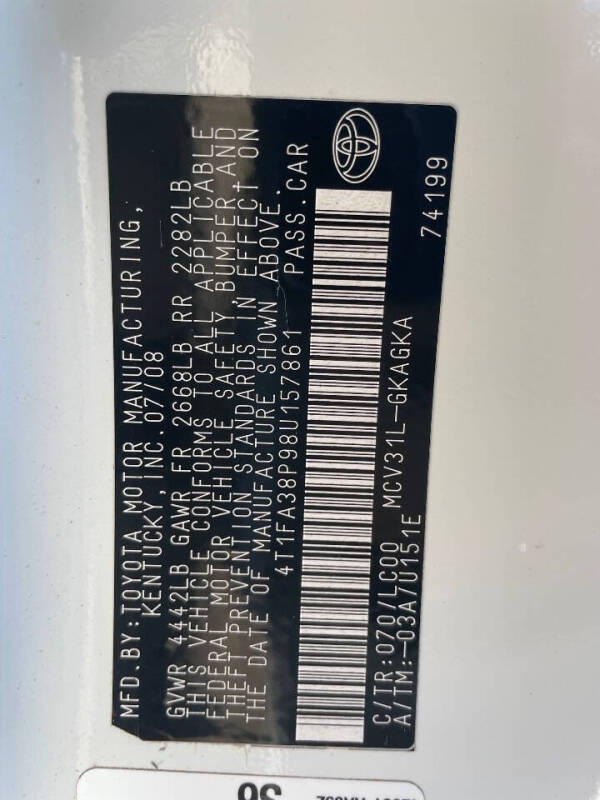 MFD.BY:TOYOTA MOTOR MANUFACTURING,
KENTUCKY, INC. 07/08
GVWR 4442LB GAWR FR 2668LB RR 2282LB
THIS VEHICLE CONFORMS TO ALL APPLICABLE
FEDERAL MOTOR VEHICLE SAFETY, BUMPER, AND
THEFT PREVENTION STANDARDS IN EFFECT ON
THE DATE OF MANUFACTURE SHOWN ABOVE.
4T1FA38P98U157861 PASS.CAR
C/TR:070/LC00 MCV31L-GKAGKA
A/TM:-03A/U151E 74199